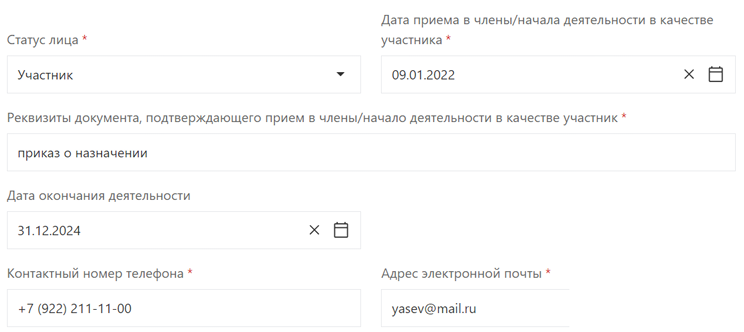 Дата приема в члены/начала деятельности в качестве
Статус лица *
участника *
Участник
09.01.2022
Реквизиты документа, подтверждающего прием в члены/начало деятельности в качестве участник *
приказ о назначении
Дата окончания деятельности
31.12.2024
Контактный номер телефона *
Адрес электронной почты *
+7 (922) 211-11-00
yasev@mail.ru